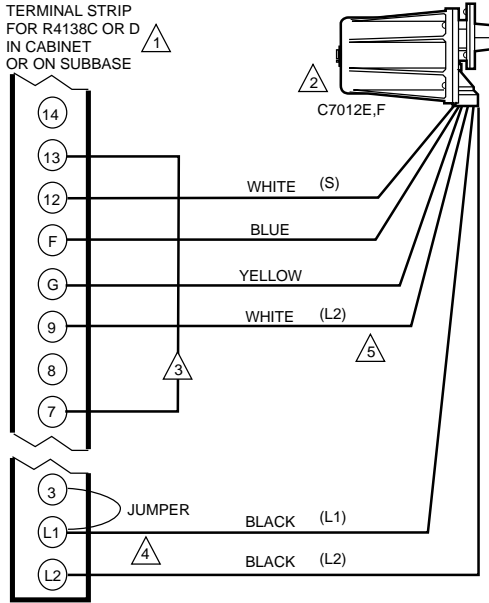 TERMINAL STRIP
FOR R4138C OR D
IN CABINET
OR ON SUBBASE
1
2
C7012E,F
14
13
12
WHITE (S)
F
BLUE
G
YELLOW
9
WHITE (L2)
5
8
3
7
3
JUMPER
L1
BLACK (L1)
4
L2
BLACK (L2)